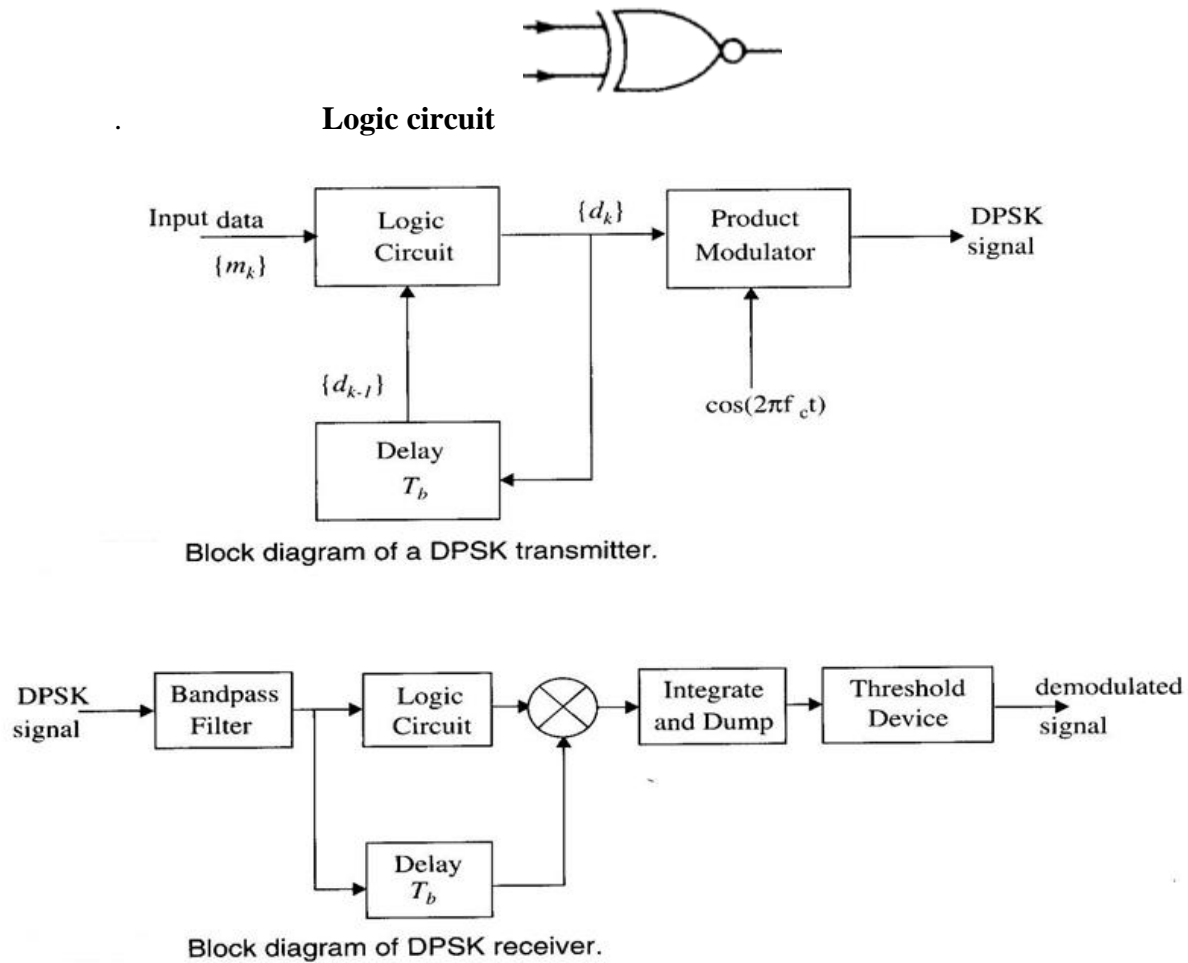 Logic circuit
Input data
{m_k}
Logic
Circuit
{d_k}
Product
Modulator
DPSK
signal
{d_{k-1}}
cos(2πf_c t)
Delay
T_b
Block diagram of a DPSK transmitter.
DPSK
signal
Bandpass
Filter
Logic
Circuit
Integrate
and Dump
Threshold
Device
demodulated
signal
Delay
T_b
Block diagram of DPSK receiver.